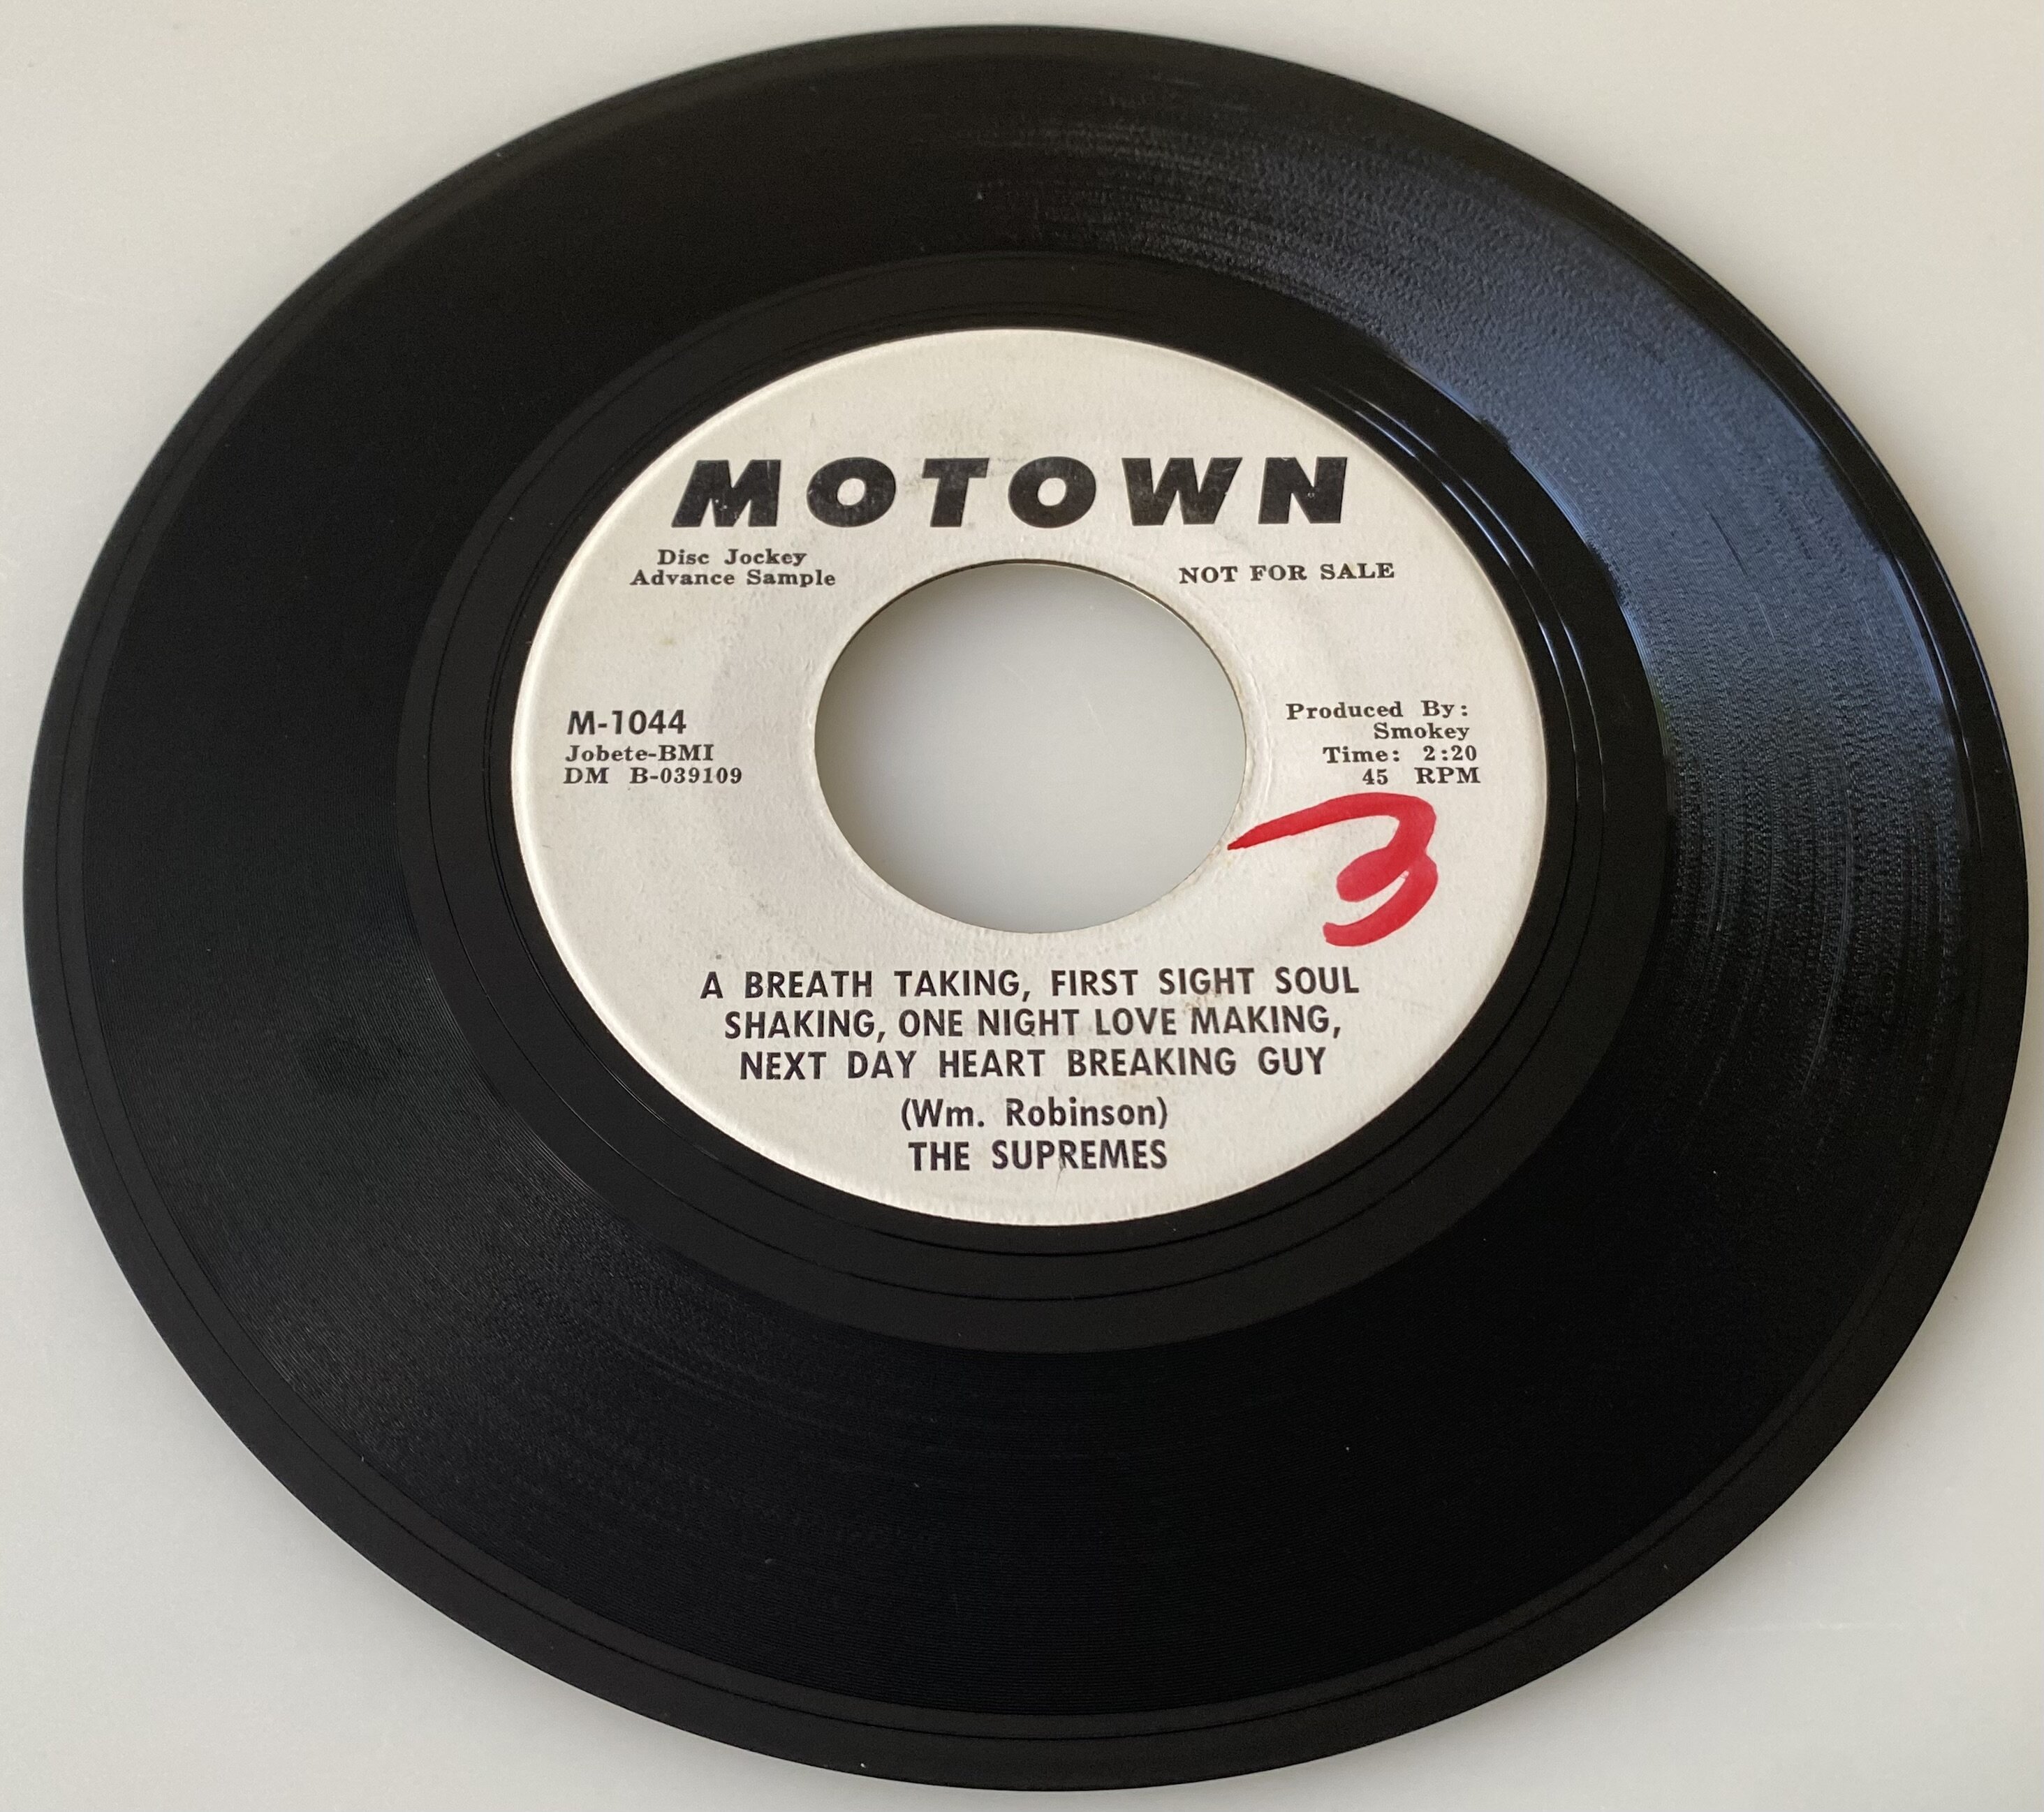 MOTOWN
Disc Jockey
Advance Sample
NOT FOR SALE
M-1044
Jobete-BMI
DM B-039109
Produced By:
Smokey
Time: 2:20
45 RPM
3
A BREATH TAKING, FIRST SIGHT SOUL
SHAKING, ONE NIGHT LOVE MAKING,
NEXT DAY HEART BREAKING GUY
(Wm. Robinson)
THE SUPREMES